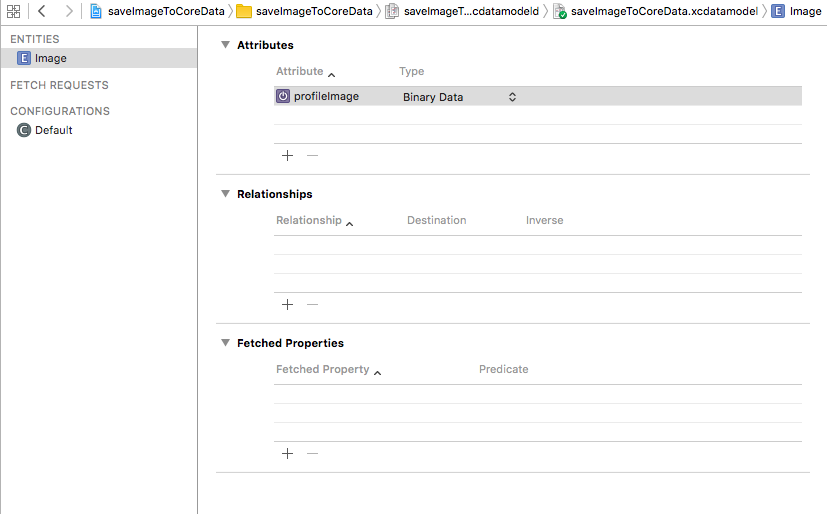 saveImageToCoreData saveImageToCoreData saveImageT...cdatamodeld saveImageToCoreData.xcdatamodel E Image
ENTITIES
E Image
FETCH REQUESTS
CONFIGURATIONS
C Default
Attributes
Attribute Type
profileImage Binary Data
+ −
Relationships
Relationship Destination Inverse
+ −
Fetched Properties
Fetched Property Predicate
+ −